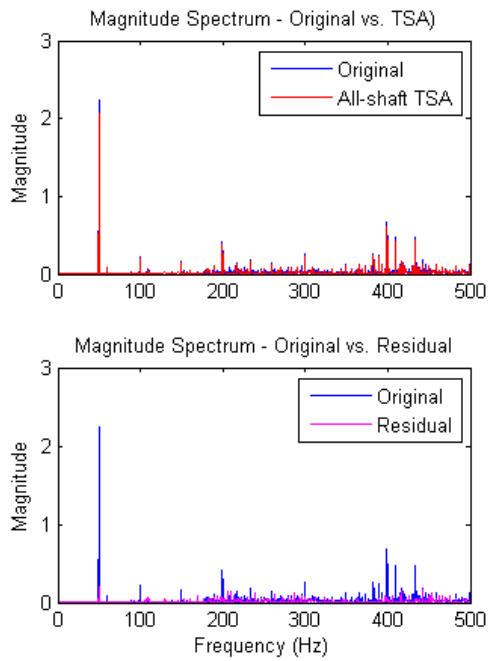 Magnitude Spectrum - Original vs. TSA)
3
Original
All-shaft TSA
2
Magnitude
1
0
0 100 200 300 400 500
Magnitude Spectrum - Original vs. Residual
3
Original
Residual
2
Magnitude
1
0
0 100 200 300 400 500
Frequency (Hz)